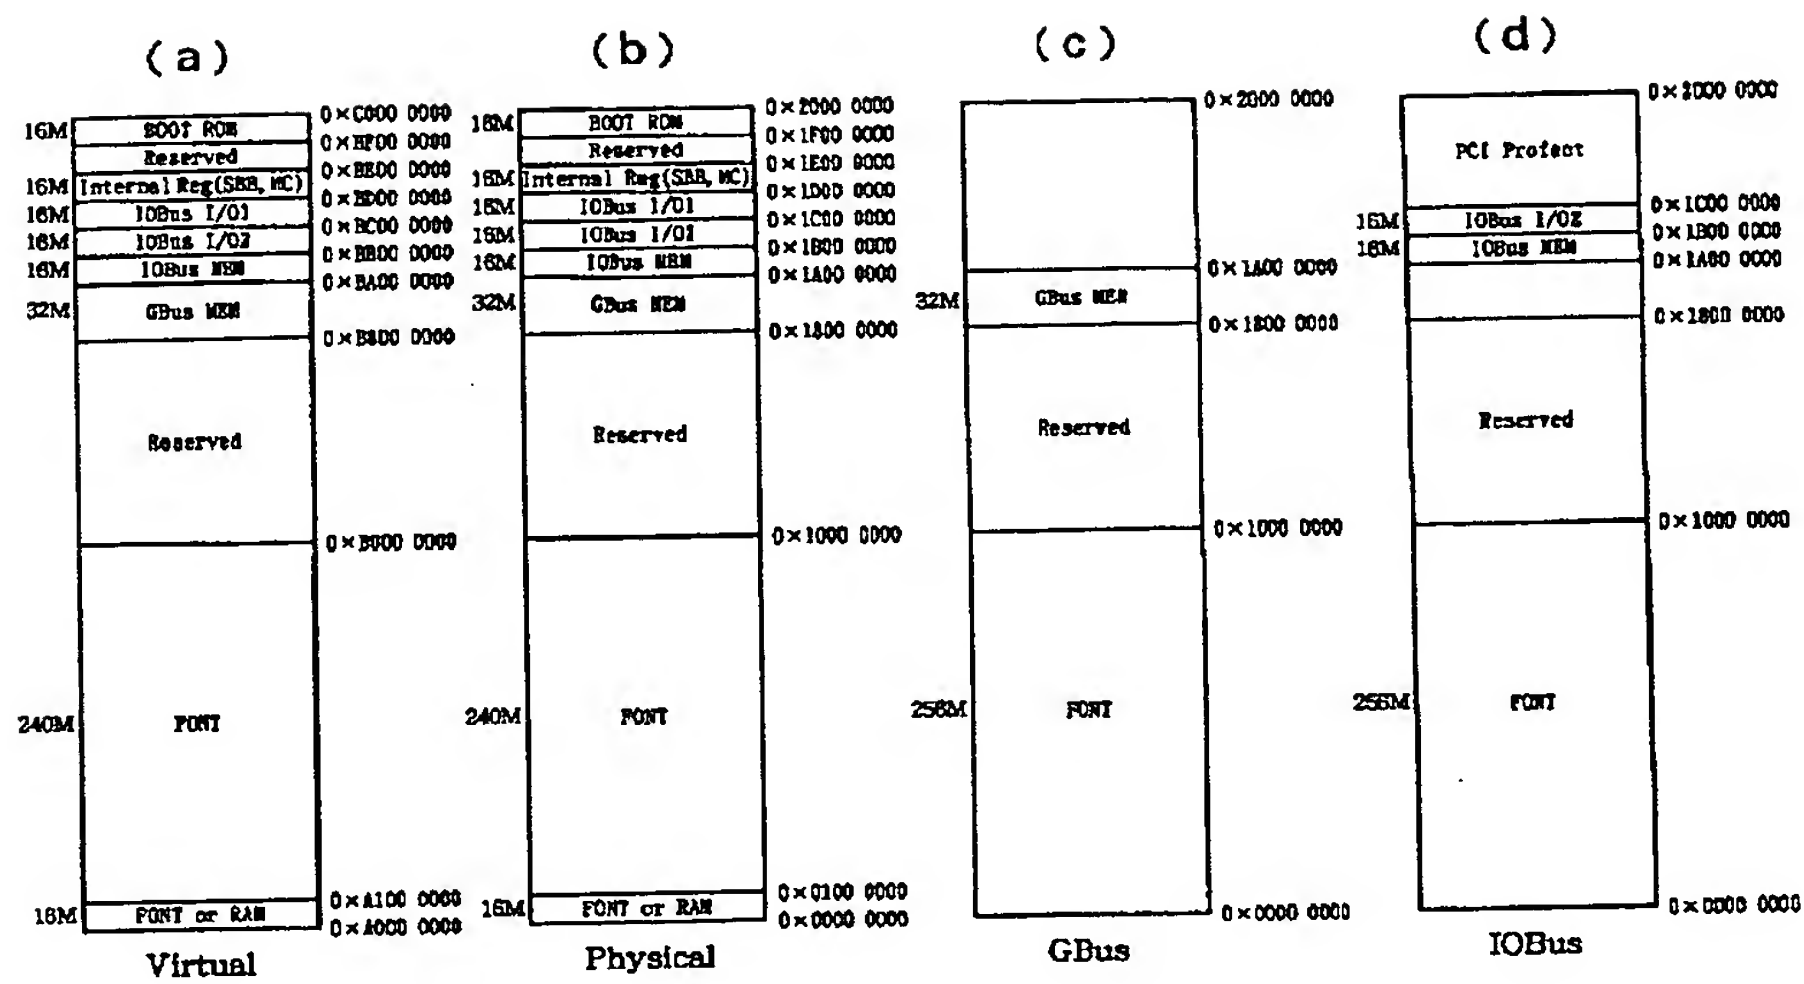 (a)
16M BOOT ROM 0×C000 0000
Reserved 0×BF00 0000
0×BE00 0000
16M Internal Reg(SBB, MC)
0×BD00 0000
16M IOBus I/O1
0×BC00 0000
16M IOBus I/O2
0×BB00 0000
16M IOBus MEM
0×BA00 0000
32M GBus MEM
0×B800 0000
Reserved
0×B000 0000
240M FONT
0×A100 0000
16M FONT or RAM
0×A000 0000
Virtual
(b)
0×2000 0000
16M BOOT ROM
0×1F00 0000
Reserved
0×1E00 0000
16M Internal Reg(SBB, MC)
0×1D00 0000
16M IOBus I/O1
0×1C00 0000
16M IOBus I/O2
0×1B00 0000
16M IOBus MEM
0×1A00 0000
32M GBus MEM
0×1800 0000
Reserved
0×1000 0000
240M FONT
0×0100 0000
16M FONT or RAM
0×0000 0000
Physical
(c)
0×2000 0000
0×1A00 0000
32M GBus MEM
0×1800 0000
Reserved
0×1000 0000
256M FONT
0×0000 0000
GBus
(d)
0×2000 0000
PCI Profect
0×1C00 0000
16M IOBus I/O2
0×1B00 0000
16M IOBus MEM
0×1A00 0000
0×1800 0000
Reserved
0×1000 0000
256M FONT
0×0000 0000
IOBus